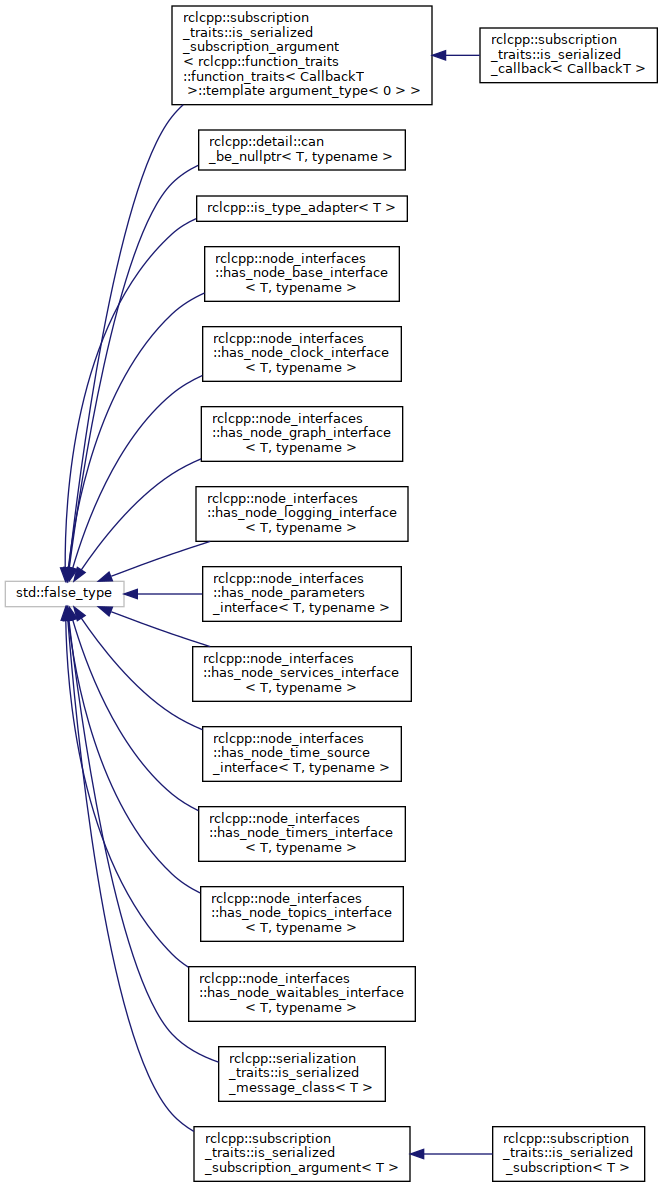 rclcpp::subscription
_traits::is_serialized
_subscription_argument
< rclcpp::function_traits
::function_traits< CallbackT
>::template argument_type< 0 > >
rclcpp::subscription
_traits::is_serialized
_callback< CallbackT >
rclcpp::detail::can
_be_nullptr< T, typename >
rclcpp::is_type_adapter< T >
rclcpp::node_interfaces
::has_node_base_interface
< T, typename >
rclcpp::node_interfaces
::has_node_clock_interface
< T, typename >
rclcpp::node_interfaces
::has_node_graph_interface
< T, typename >
rclcpp::node_interfaces
::has_node_logging_interface
< T, typename >
std::false_type
rclcpp::node_interfaces
::has_node_parameters
_interface< T, typename >
rclcpp::node_interfaces
::has_node_services_interface
< T, typename >
rclcpp::node_interfaces
::has_node_time_source
_interface< T, typename >
rclcpp::node_interfaces
::has_node_timers_interface
< T, typename >
rclcpp::node_interfaces
::has_node_topics_interface
< T, typename >
rclcpp::node_interfaces
::has_node_waitables_interface
< T, typename >
rclcpp::serialization
_traits::is_serialized
_message_class< T >
rclcpp::subscription
_traits::is_serialized
_subscription_argument< T >
rclcpp::subscription
_traits::is_serialized
_subscription< T >